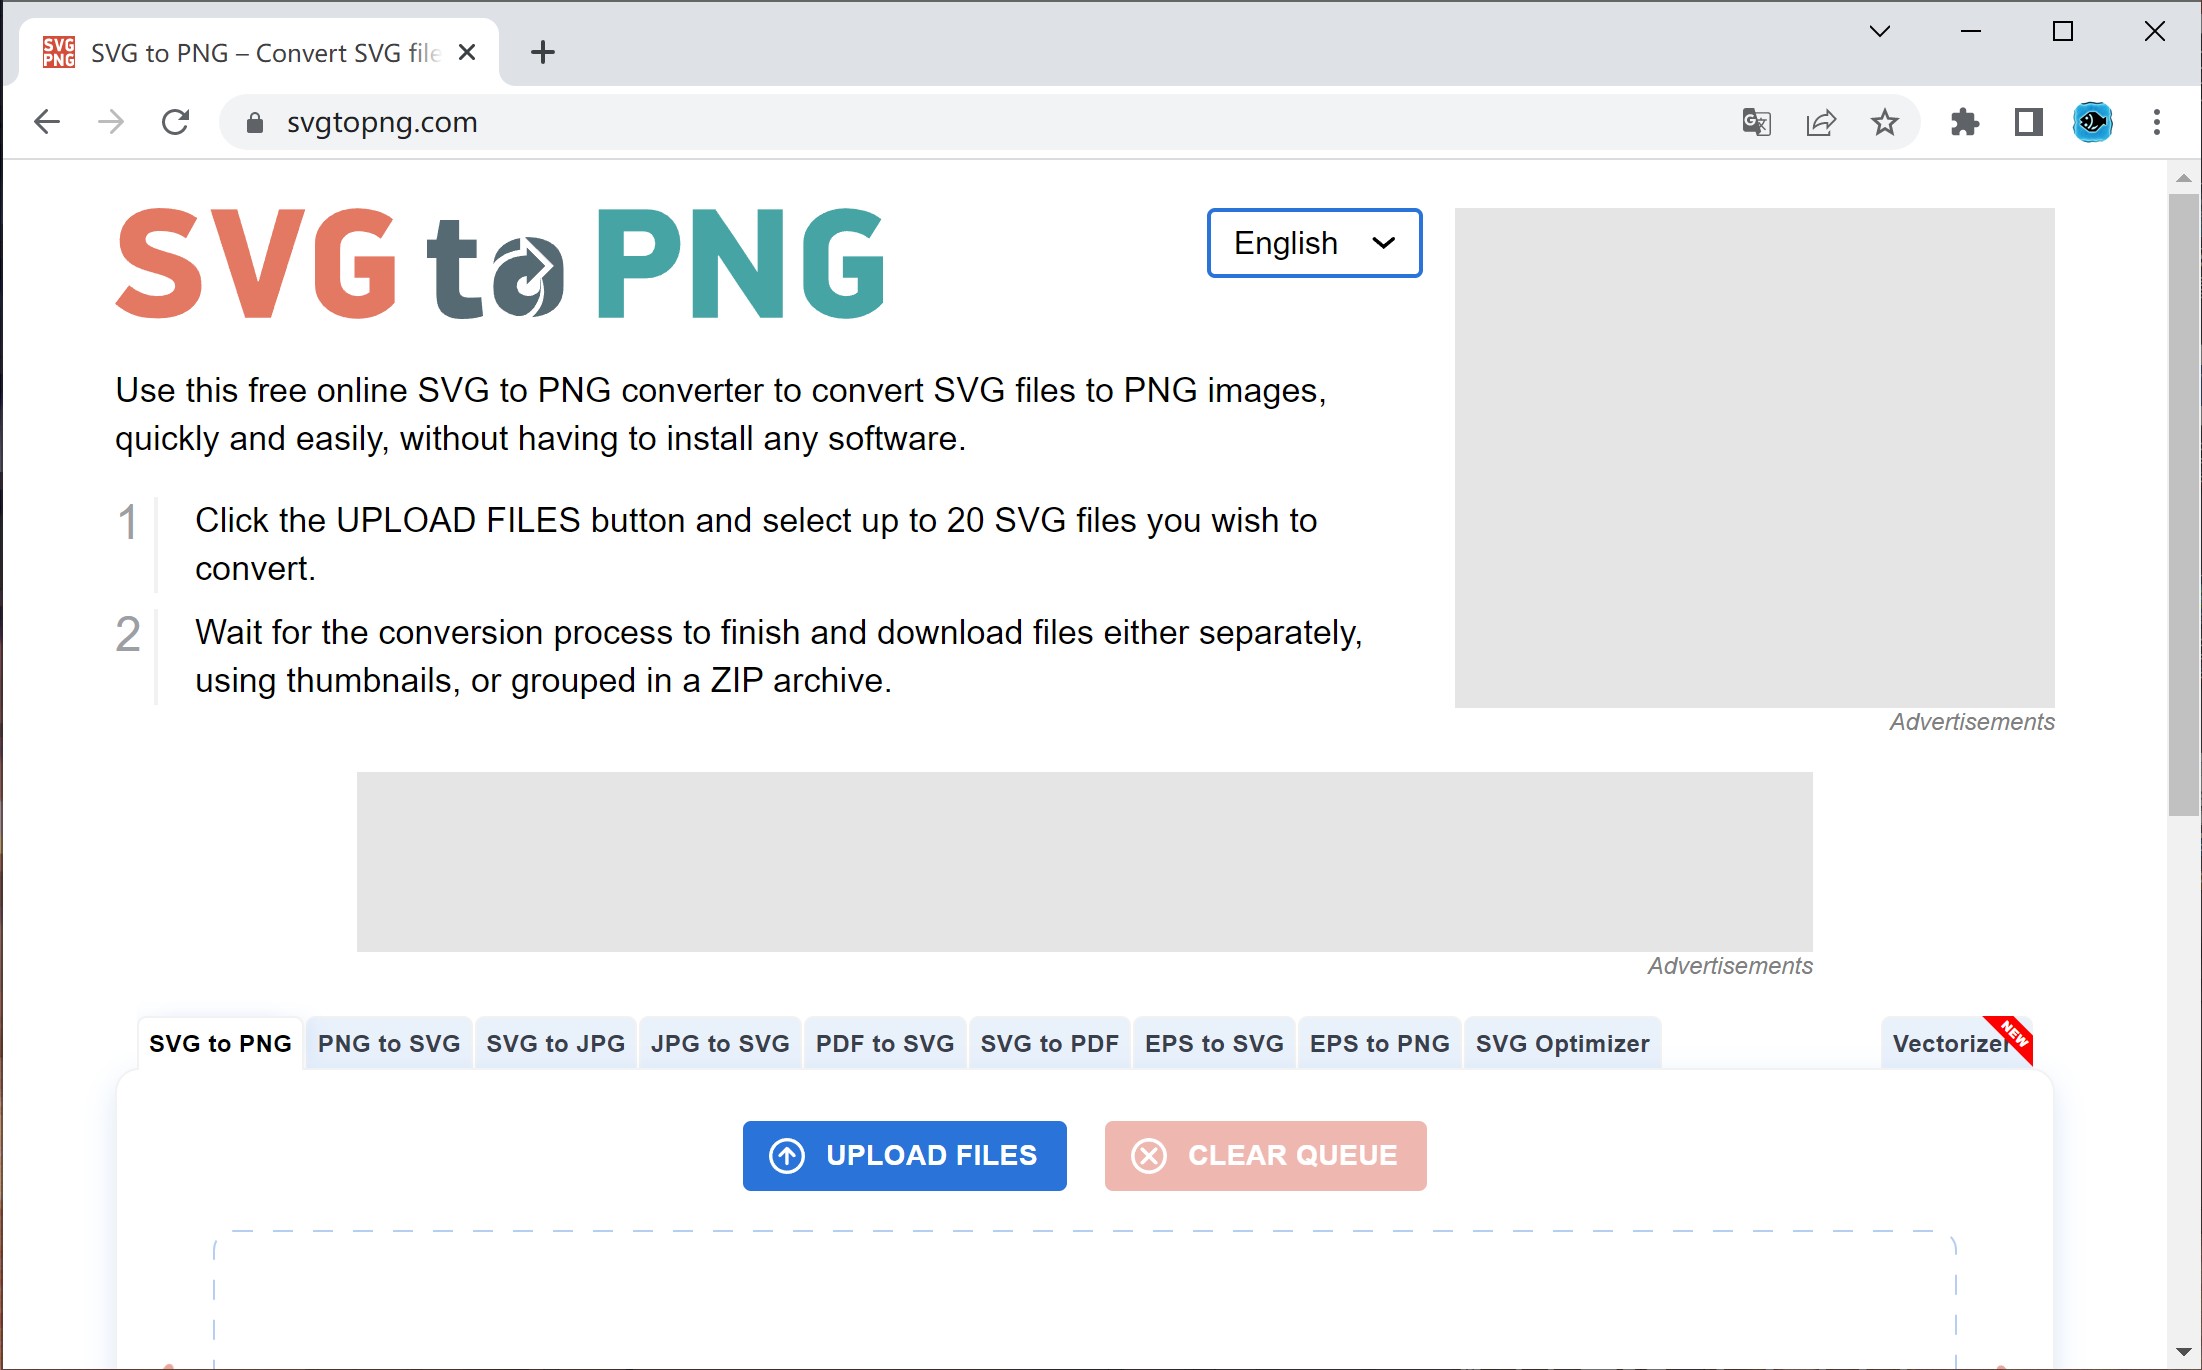 SVG PNG
SVG to PNG – Convert SVG file
svgtopng.com
SVG to PNG
English
Use this free online SVG to PNG converter to convert SVG files to PNG images,
quickly and easily, without having to install any software.
1 Click the UPLOAD FILES button and select up to 20 SVG files you wish to
convert.
2 Wait for the conversion process to finish and download files either separately,
using thumbnails, or grouped in a ZIP archive.
Advertisements
Advertisements
SVG to PNG PNG to SVG SVG to JPG JPG to SVG PDF to SVG SVG to PDF EPS to SVG EPS to PNG SVG Optimizer Vectorizer NEW
UPLOAD FILES CLEAR QUEUE